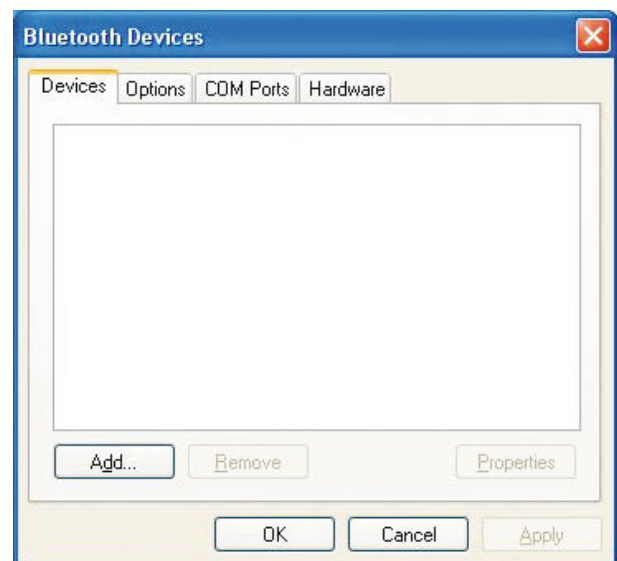 Bluetooth Devices
Devices Options COM Ports Hardware
Add... Remove Properties
OK Cancel Apply